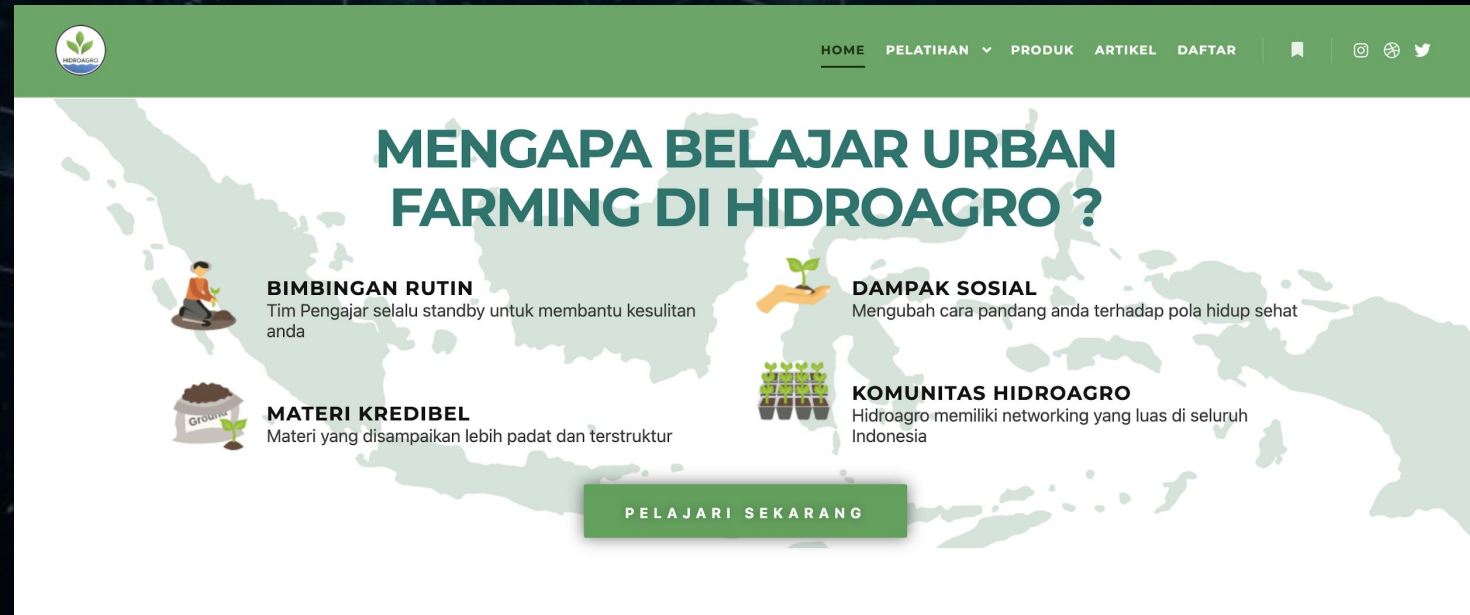 HIDROAGRO
HOME PELATIHAN PRODUK ARTIKEL DAFTAR
MENGAPA BELAJAR URBAN
FARMING DI HIDROAGRO ?
BIMBINGAN RUTIN
Tim Pengajar selalu standby untuk membantu kesulitan
anda
Ground
MATERI KREDIBEL
Materi yang disampaikan lebih padat dan terstruktur
DAMPAK SOSIAL
Mengubah cara pandang anda terhadap pola hidup sehat
KOMUNITAS HIDROAGRO
Hidroagro memiliki networking yang luas di seluruh
Indonesia
PELAJARI SEKARANG